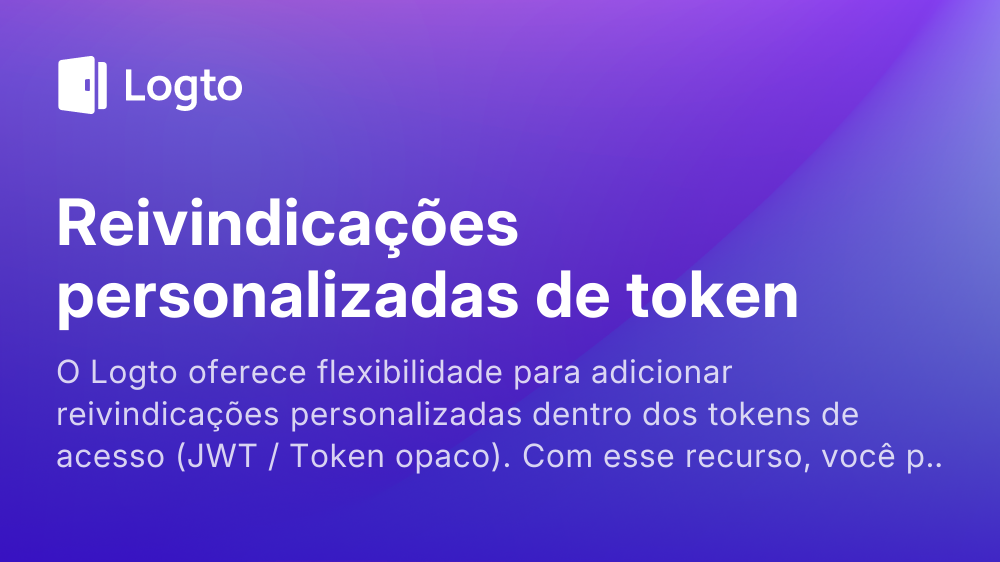 Logto
Reivindicações
personalizadas de token
O Logto oferece flexibilidade para adicionar
reivindicações personalizadas dentro dos tokens de
acesso (JWT / Token opaco). Com esse recurso, você p..